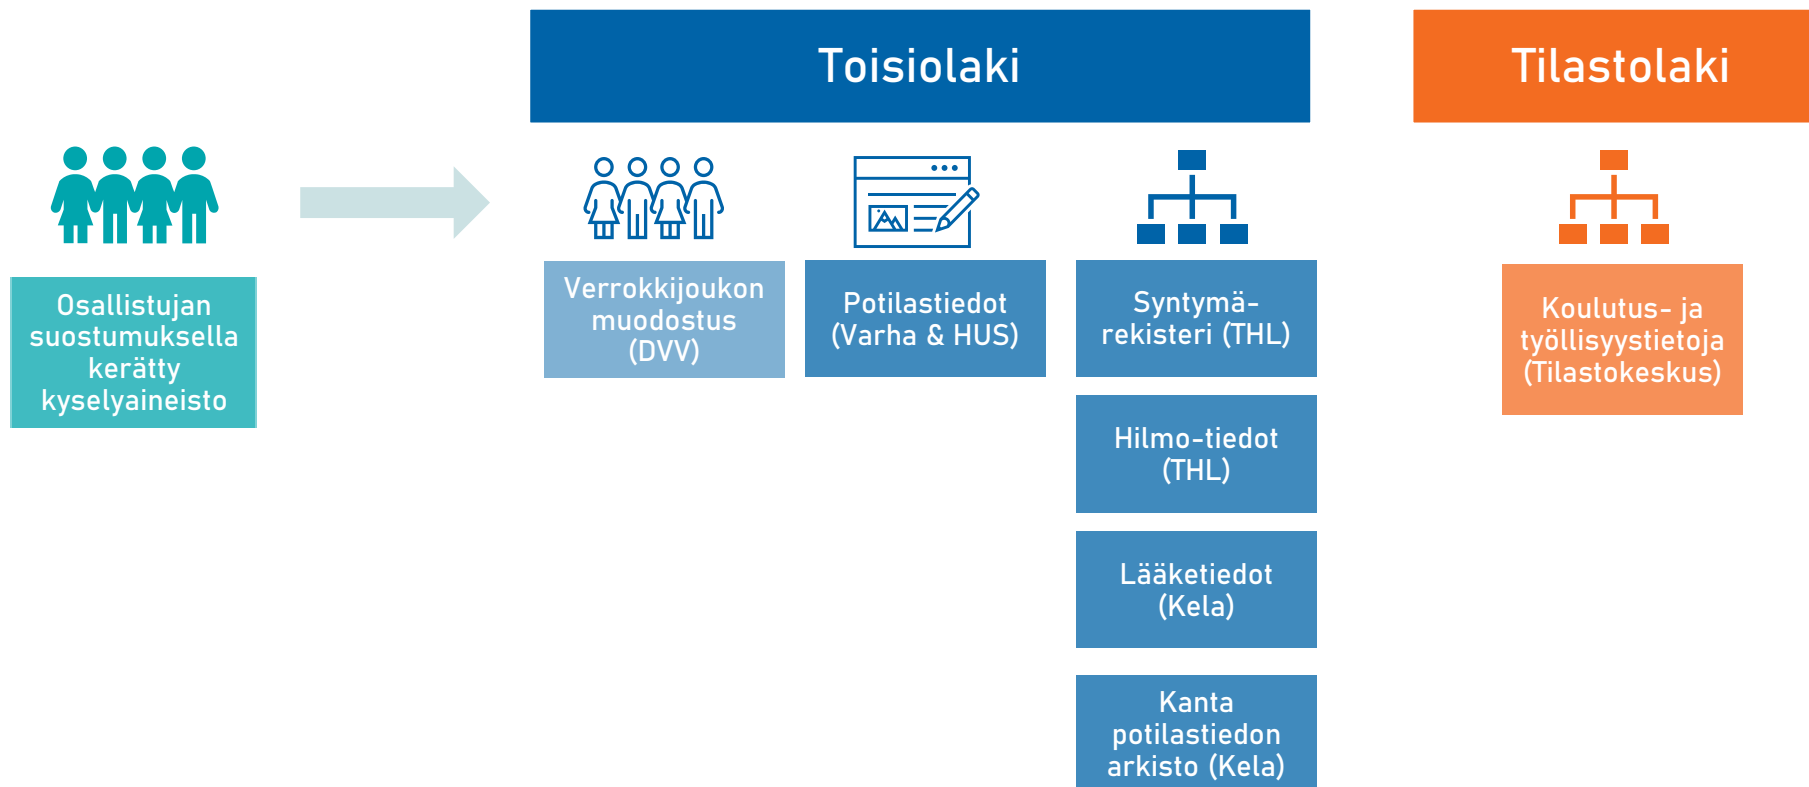 Toisiolaki
Tilastolaki
Osallistujan
suostumuksella
kerätty
kyselyaineisto
Verrokkijoukon
muodostus
(DVV)
Potilastiedot
(Varha & HUS)
Syntymä-
rekisteri (THL)
Hilmo-tiedot
(THL)
Lääketiedot
(Kela)
Kanta
potilastiedon
arkisto (Kela)
Koulutus- ja
työllisyystietoja
(Tilastokeskus)